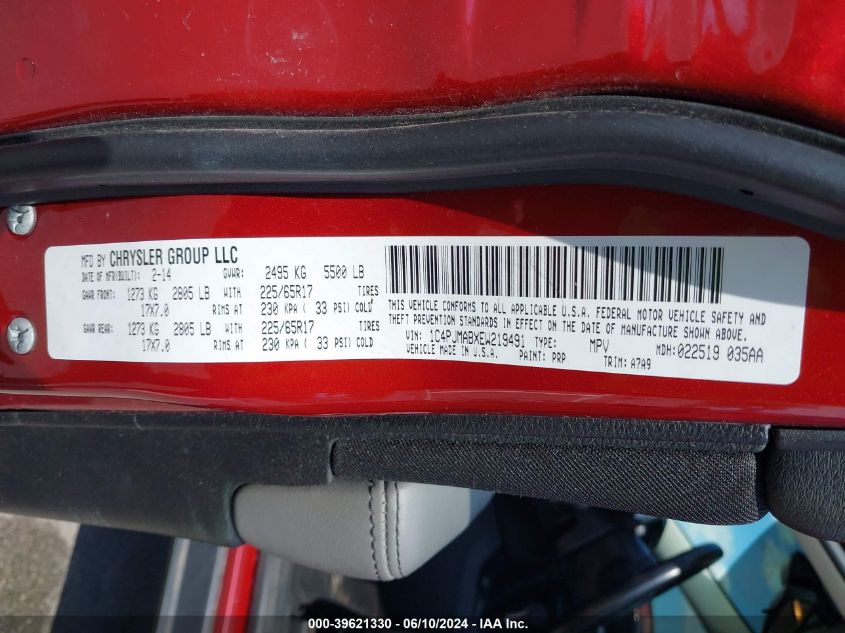 MFD BY CHRYSLER GROUP LLC
DATE OF MFR(BUILT): 2-14 GVWR: 2495 KG 5500 LB
GAWR FRONT: 1273 KG 2805 LB WITH 225/65R17 TIRES
17X7.0 RIMS AT 230 KPA ( 33 PSI) COLD
GAWR REAR: 1273 KG 2805 LB WITH 225/65R17 TIRES
17X7.0 RIMS AT 230 KPA ( 33 PSI) COLD
THIS VEHICLE CONFORMS TO ALL APPLICABLE U.S.A. FEDERAL MOTOR VEHICLE SAFETY AND
THEFT PREVENTION STANDARDS IN EFFECT ON THE DATE OF MANUFACTURE SHOWN ABOVE.
VIN: 1C4PJMABXEW219491 TYPE: MPV MDH:022519 035AA
VEHICLE MADE IN U.S.A. PAINT: PRP TRIM: A7A9
000-39621330 - 06/10/2024 - IAA Inc.